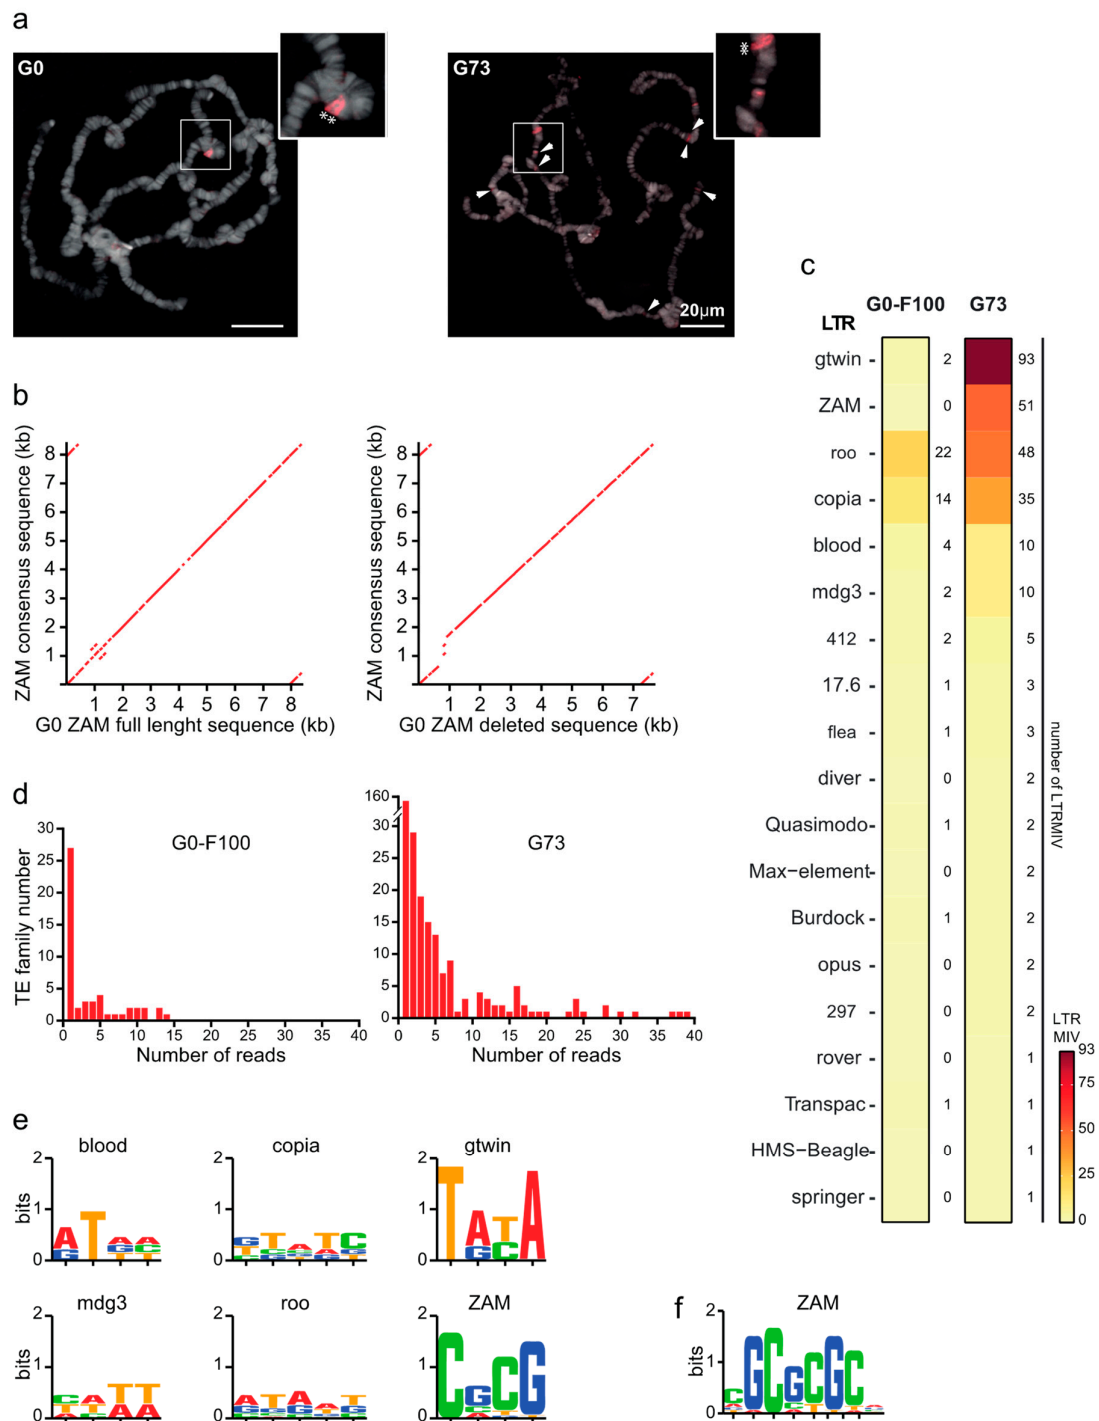 a
G0
**
G73
**
20μm
b
ZAM consensus sequence (kb)
8
7
6
5
4
3
2
1
1 2 3 4 5 6 7 8
G0 ZAM full lenght sequence (kb)
ZAM consensus sequence (kb)
8
7
6
5
4
3
2
1
1 2 3 4 5 6 7
G0 ZAM deleted sequence (kb)
c
G0-F100 G73
LTR
gtwin - 2 93
ZAM - 0 51
roo - 22 48
copia - 14 35
blood - 4 10
mdg3 - 2 10
412 - 2 5
17.6 - 1 3
flea - 1 3
diver - 0 2
Quasimodo - 1 2
Max-element - 0 2
Burdock - 1 2
opus - 0 2
297 - 0 2
rover - 0 1
Transpac - 1 1
HMS-Beagle - 0 1
springer - 0 1
number of LTRMIV
LTR
MIV
93
75
50
25
0
d
TE family number
30
25
20
15
10
5
0
G0-F100
0 5 10 15 20 25 30 35 40
Number of reads
160
30
25
20
15
10
5
0
G73
0 5 10 15 20 25 30 35 40
Number of reads
e
blood
bits
2
1
0
copia
2
1
0
gtwin
2
1
0
TATA
mdg3
bits
2
1
0
roo
2
1
0
ZAM
2
1
0
CGCG
f
ZAM
bits
2
1
0
CGCGCGC